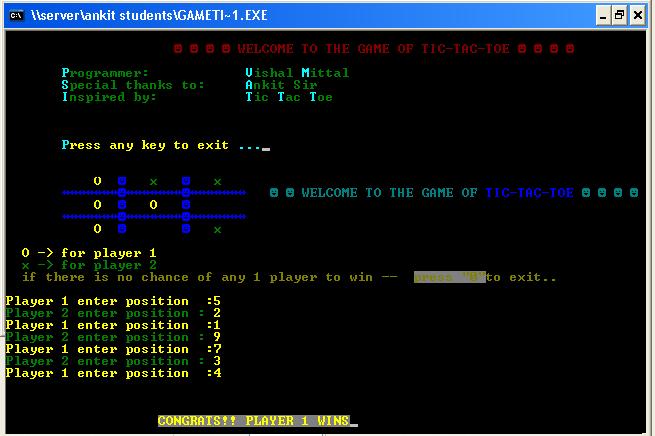 \\server\ankit students\GAMETI~1.EXE
WELCOME TO THE GAME OF TIC-TAC-TOE
Programmer: Vishal Mittal
Special thanks to: Ankit Sir
Inspired by: Tic Tac Toe
Press any key to exit ..._
O x x
WELCOME TO THE GAME OF TIC-TAC-TOE
O O
O x
O -> for player 1
x -> for player 2
if there is no chance of any 1 player to win -- press "0"to exit..
Player 1 enter position :5
Player 2 enter position : 2
Player 1 enter position :1
Player 2 enter position : 9
Player 1 enter position :7
Player 2 enter position : 3
Player 1 enter position :4
CONGRATS!! PLAYER 1 WINS_